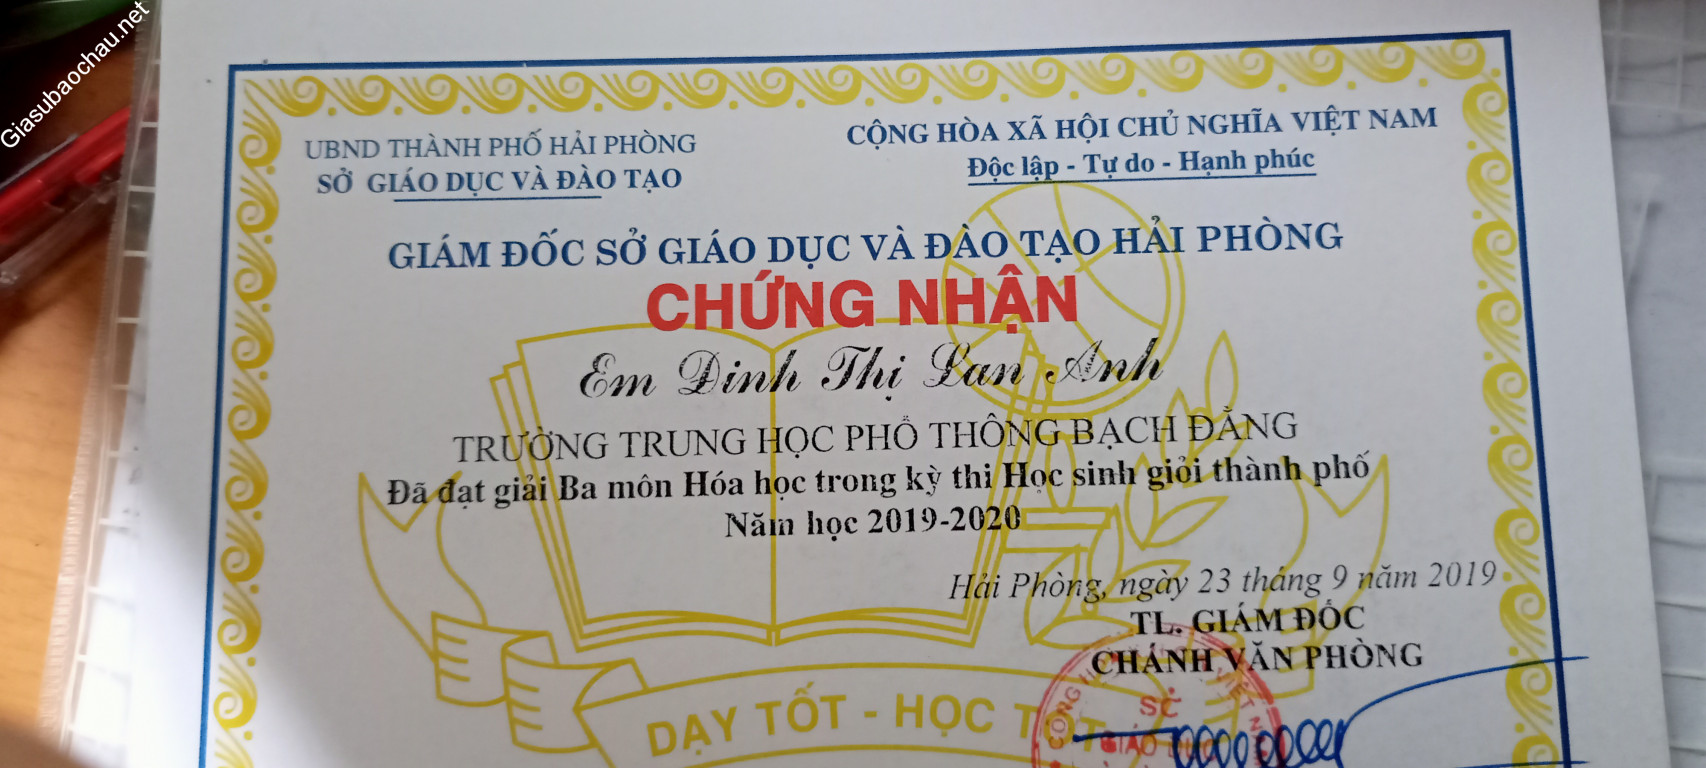 Giasubaochau.net
UBND THÀNH PHỐ HẢI PHÒNG
SỞ GIÁO DỤC VÀ ĐÀO TẠO
CỘNG HÒA XÃ HỘI CHỦ NGHĨA VIỆT NAM
Độc lập - Tự do - Hạnh phúc
GIÁM ĐỐC SỞ GIÁO DỤC VÀ ĐÀO TẠO HẢI PHÒNG
CHỨNG NHẬN
Em Đinh Thị Lan Anh
TRƯỜNG TRUNG HỌC PHỔ THÔNG BẠCH ĐẰNG
Đã đạt giải Ba môn Hóa học trong kỳ thi Học sinh giỏi thành phố
Năm học 2019-2020
Hải Phòng, ngày 23 tháng 9 năm 2019
TL. GIÁM ĐỐC
CHÁNH VĂN PHÒNG
DẠY TỐT - HỌC TỐT
CỘNG VIỆT
GIÁO DỤC